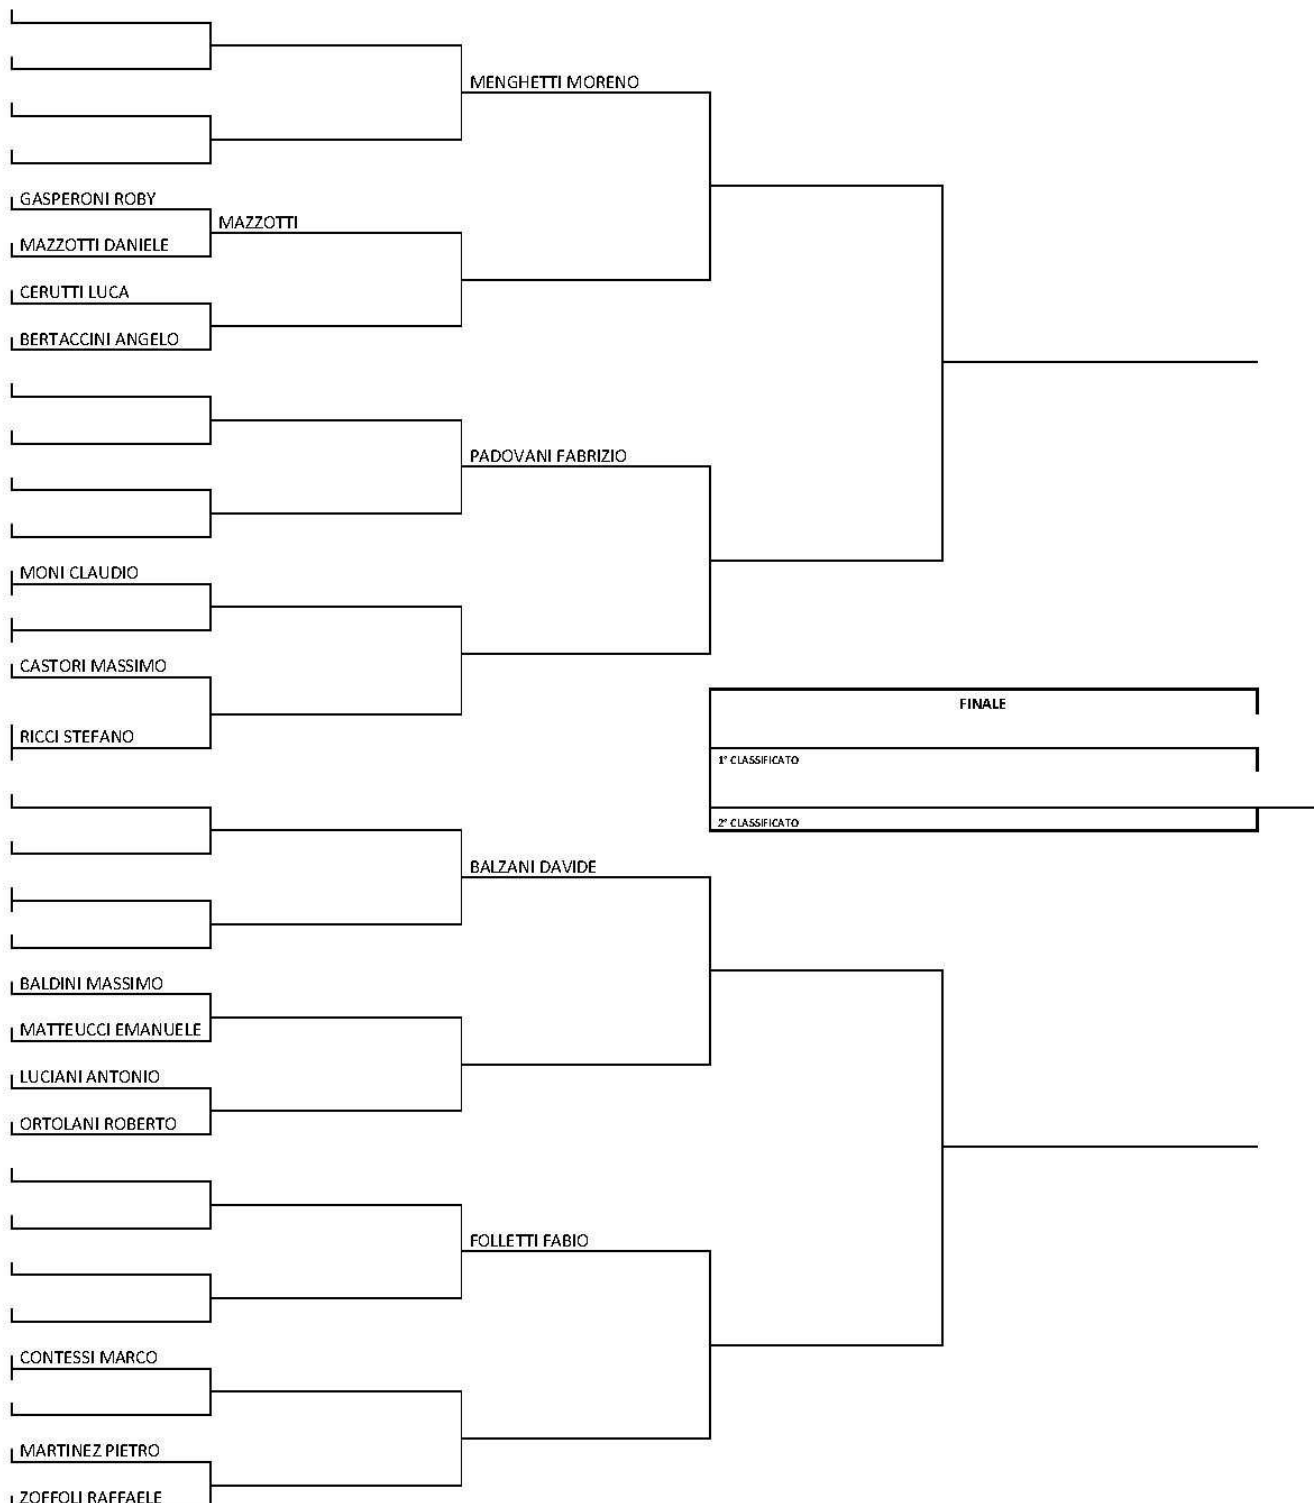 MENGHETTI MORENO
GASPERONI ROBY
MAZZOTTI
MAZZOTTI DANIELE
CERUTTI LUCA
BERTACCINI ANGELO
PADOVANI FABRIZIO
MONI CLAUDIO
CASTORI MASSIMO
FINALE
RICCI STEFANO
1° CLASSIFICATO
2° CLASSIFICATO
BALZANI DAVIDE
BALDINI MASSIMO
MATTEUCCI EMANUELE
LUCIANI ANTONIO
ORTOLANI ROBERTO
FOLLETTI FABIO
CONTESSI MARCO
MARTINEZ PIETRO
ZOFFOLI RAFFAELE